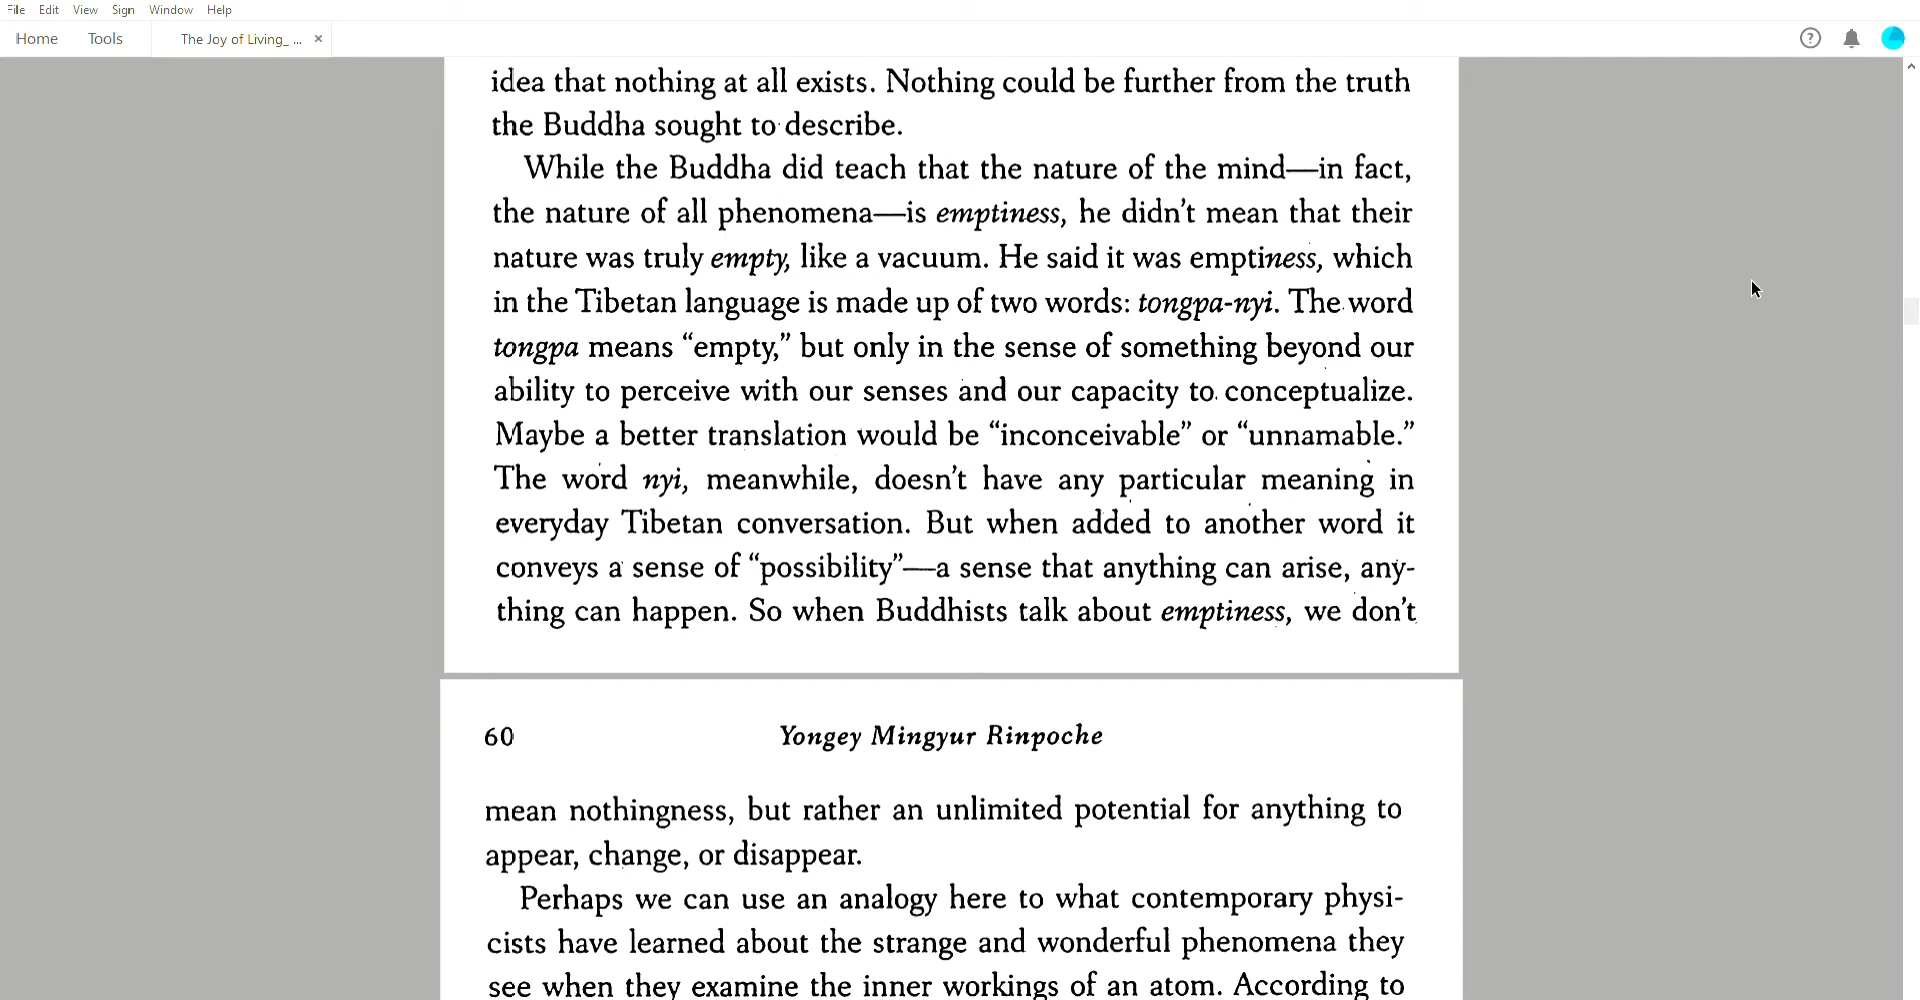 File Edit View Sign Window Help
Home Tools The Joy of Living_ ... ×
idea that nothing at all exists. Nothing could be further from the truth
the Buddha sought to describe.
While the Buddha did teach that the nature of the mind—in fact,
the nature of all phenomena—is emptiness, he didn't mean that their
nature was truly empty, like a vacuum. He said it was emptiness, which
in the Tibetan language is made up of two words: tongpa-nyi. The word
tongpa means “empty,” but only in the sense of something beyond our
ability to perceive with our senses and our capacity to conceptualize.
Maybe a better translation would be “inconceivable” or “unnamable.”
The word nyi, meanwhile, doesn't have any particular meaning in
everyday Tibetan conversation. But when added to another word it
conveys a sense of “possibility”—a sense that anything can arise, any-
thing can happen. So when Buddhists talk about emptiness, we don't
60 Yongey Mingyur Rinpoche
mean nothingness, but rather an unlimited potential for anything to
appear, change, or disappear.
Perhaps we can use an analogy here to what contemporary physi-
cists have learned about the strange and wonderful phenomena they
see when they examine the inner workings of an atom. According to